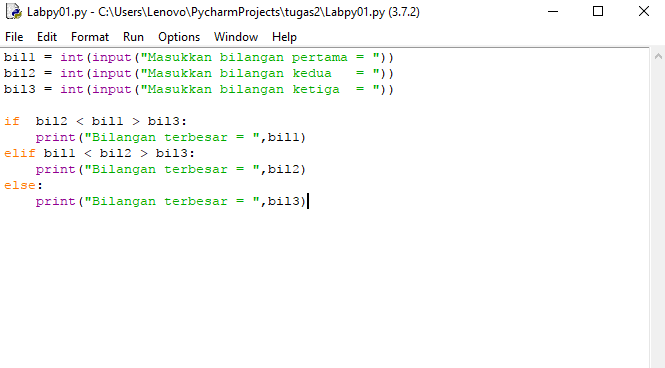 Labpy01.py - C:\Users\Lenovo\PycharmProjects\tugas2\Labpy01.py (3.7.2)
File Edit Format Run Options Window Help
bil1 = int(input("Masukkan bilangan pertama = "))
bil2 = int(input("Masukkan bilangan kedua   = "))
bil3 = int(input("Masukkan bilangan ketiga  = "))
if  bil2 < bil1 > bil3:
    print("Bilangan terbesar = ",bil1)
elif bil1 < bil2 > bil3:
    print("Bilangan terbesar = ",bil2)
else:
    print("Bilangan terbesar = ",bil3)